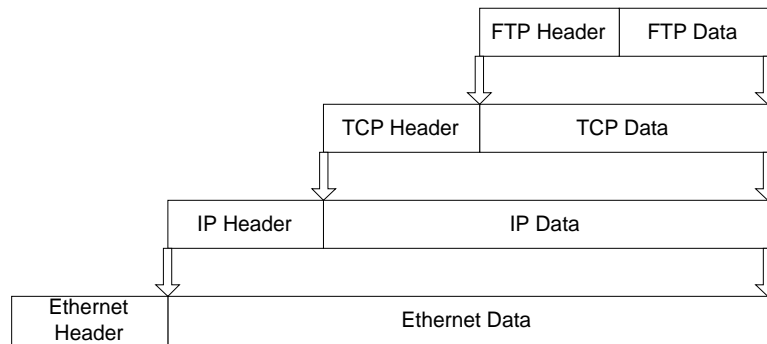 FTP Header
FTP Data
TCP Header
TCP Data
IP Header
IP Data
Ethernet
Header
Ethernet Data